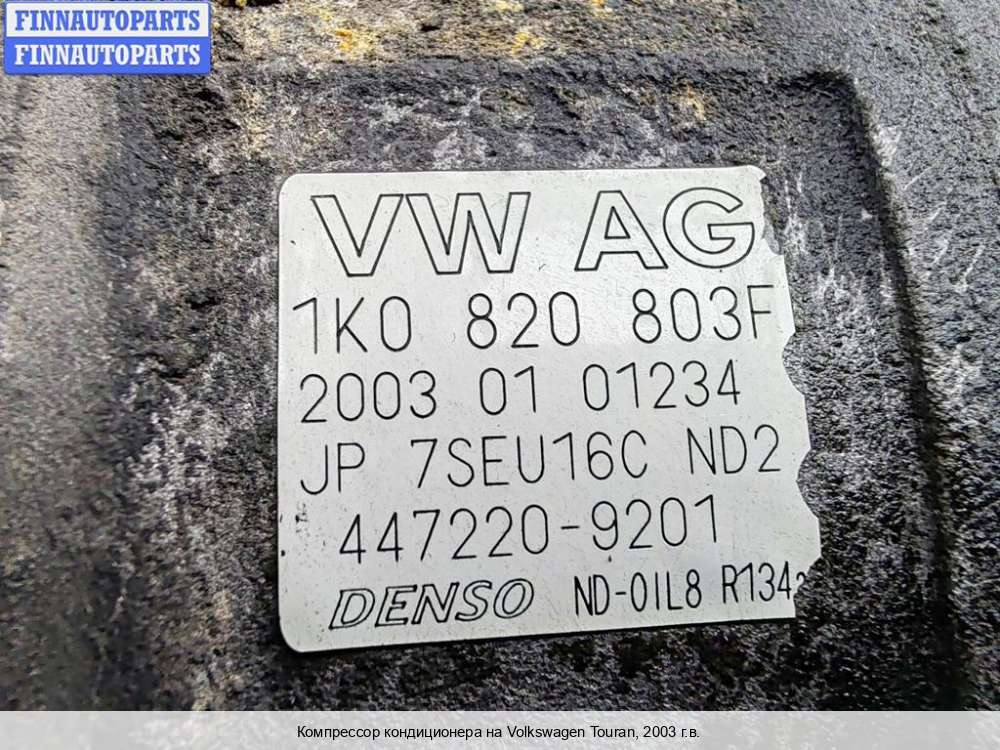 FINNAUTOPARTS
FINNAUTOPARTS
VW AG
1K0 820 803F
2003 01 01234
JP 7SEU16C ND2
447220-9201
DENSO ND-OIL8 R134a
Компрессор кондиционера на Volkswagen Touran, 2003 г.в.